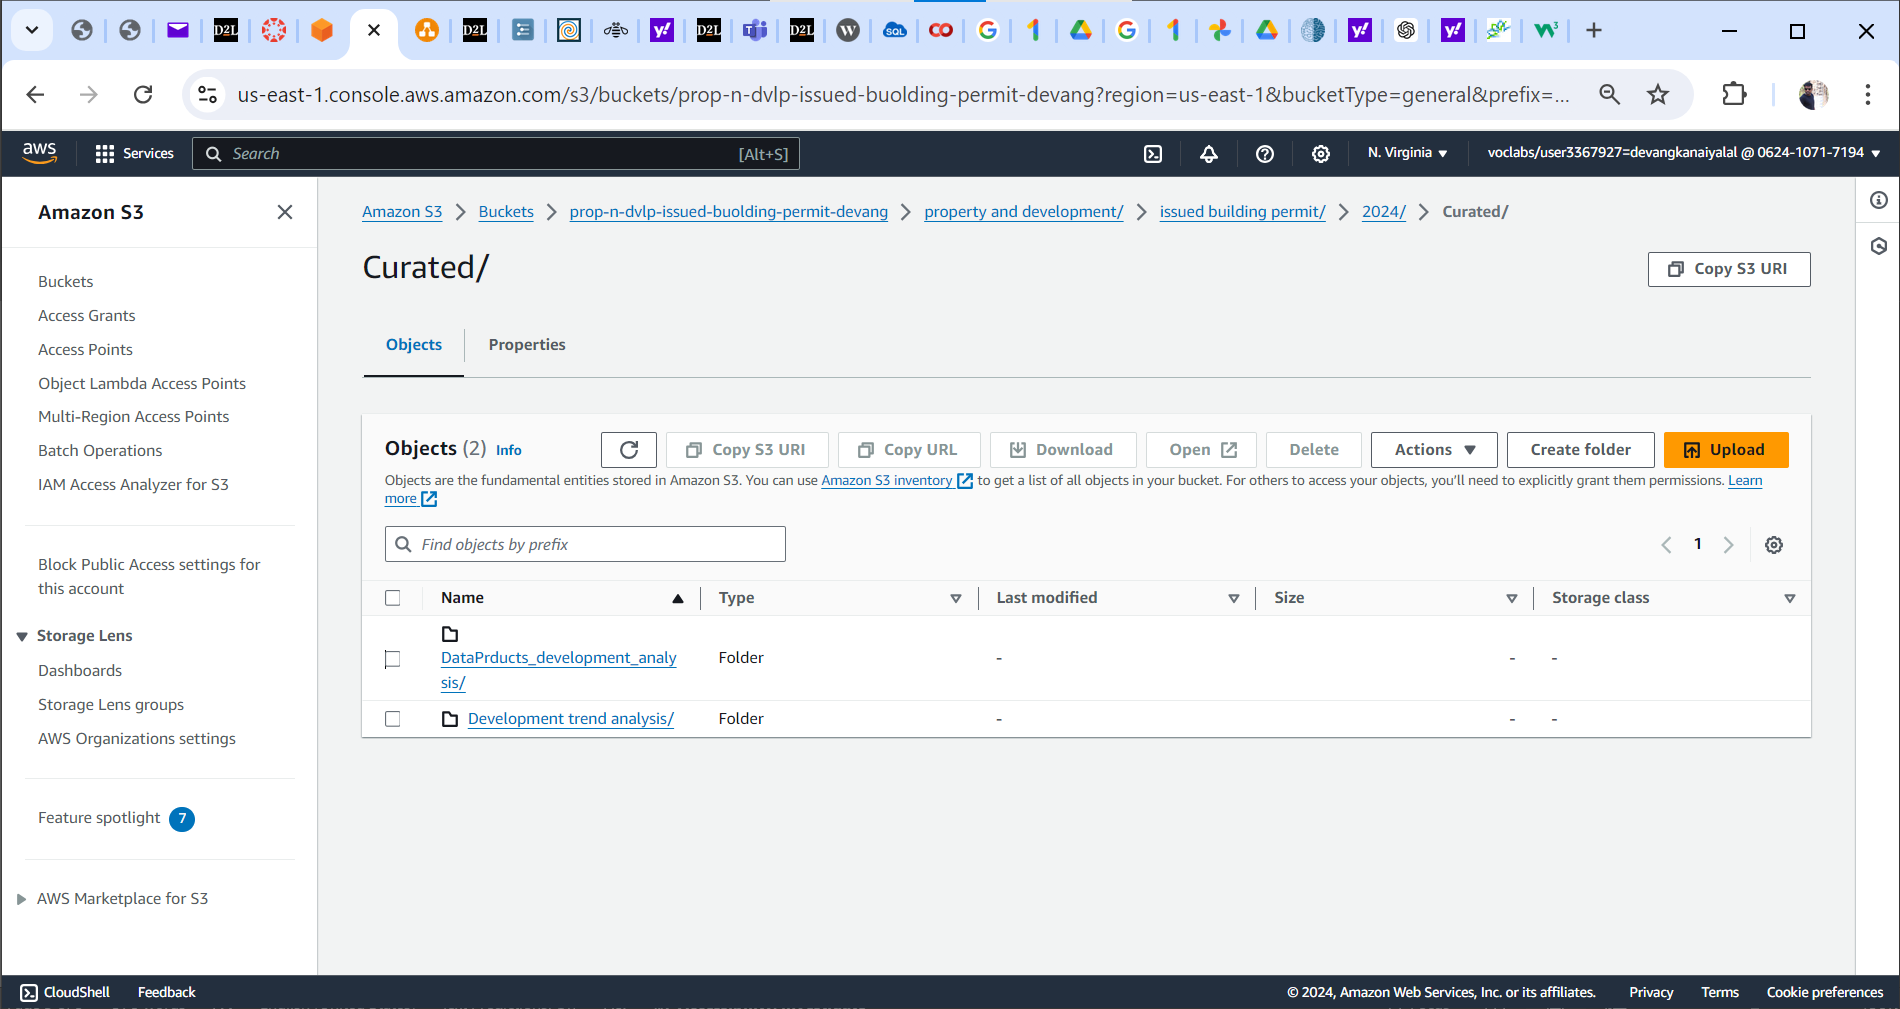 D2L
D2L
y!
D2L
D2L
SQL
y!
y!
us-east-1.console.aws.amazon.com/s3/buckets/prop-n-dvlp-issued-buolding-permit-devang?region=us-east-1&bucketType=general&prefix=...
aws
Services
Search
[Alt+S]
N. Virginia
voclabs/user3367927=devangkanaiyalal @ 0624-1071-7194
Amazon S3
Buckets
Access Grants
Access Points
Object Lambda Access Points
Multi-Region Access Points
Batch Operations
IAM Access Analyzer for S3
Block Public Access settings for
this account
Storage Lens
Dashboards
Storage Lens groups
AWS Organizations settings
Feature spotlight 7
AWS Marketplace for S3
Amazon S3 > Buckets > prop-n-dvlp-issued-buolding-permit-devang > property and development/ > issued building permit/ > 2024/ > Curated/
Curated/
Copy S3 URI
Objects
Properties
Objects (2) Info
Copy S3 URI
Copy URL
Download
Open
Delete
Actions
Create folder
Upload
Objects are the fundamental entities stored in Amazon S3. You can use Amazon S3 inventory to get a list of all objects in your bucket. For others to access your objects, you'll need to explicitly grant them permissions. Learn
more
Find objects by prefix
1
Name
Type
Last modified
Size
Storage class
DataPrducts_development_analy
sis/
Folder
-
-
-
Development trend analysis/
Folder
-
-
-
CloudShell
Feedback
© 2024, Amazon Web Services, Inc. or its affiliates.
Privacy
Terms
Cookie preferences